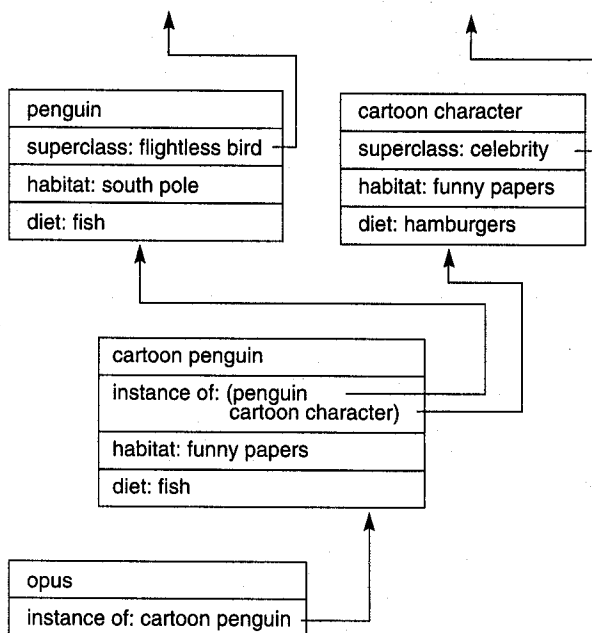 penguin
superclass: flightless bird
habitat: south pole
diet: fish
cartoon character
superclass: celebrity
habitat: funny papers
diet: hamburgers
cartoon penguin
instance of: (penguin
cartoon character)
habitat: funny papers
diet: fish
opus
instance of: cartoon penguin